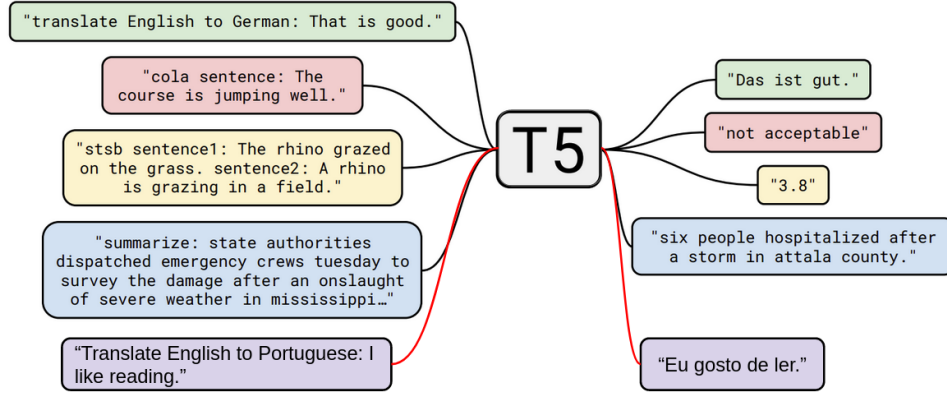 "translate English to German: That is good."
"cola sentence: The
course is jumping well."
"stsb sentence1: The rhino grazed
on the grass. sentence2: A rhino
is grazing in a field."
"summarize: state authorities
dispatched emergency crews tuesday to
survey the damage after an onslaught
of severe weather in mississippi…"
“Translate English to Portuguese: I
like reading.”
T5
"Das ist gut."
"not acceptable"
"3.8"
"six people hospitalized after
a storm in attala county."
“Eu gosto de ler.”